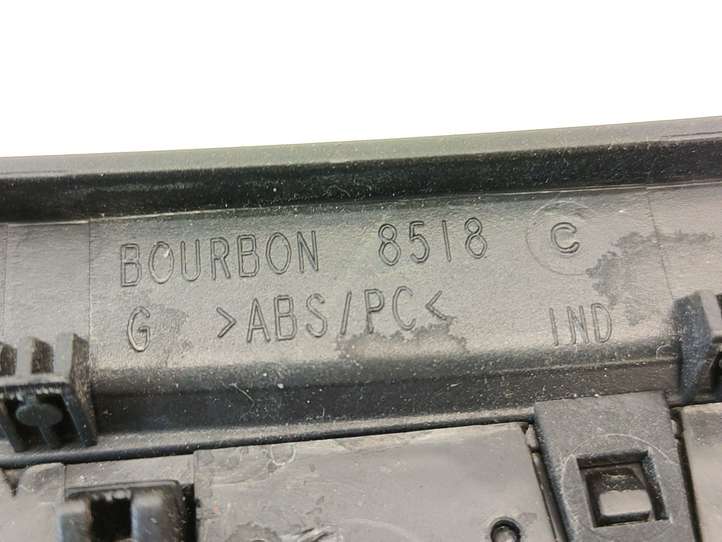 BOURBON 8518 C
G >ABS/PC< IND